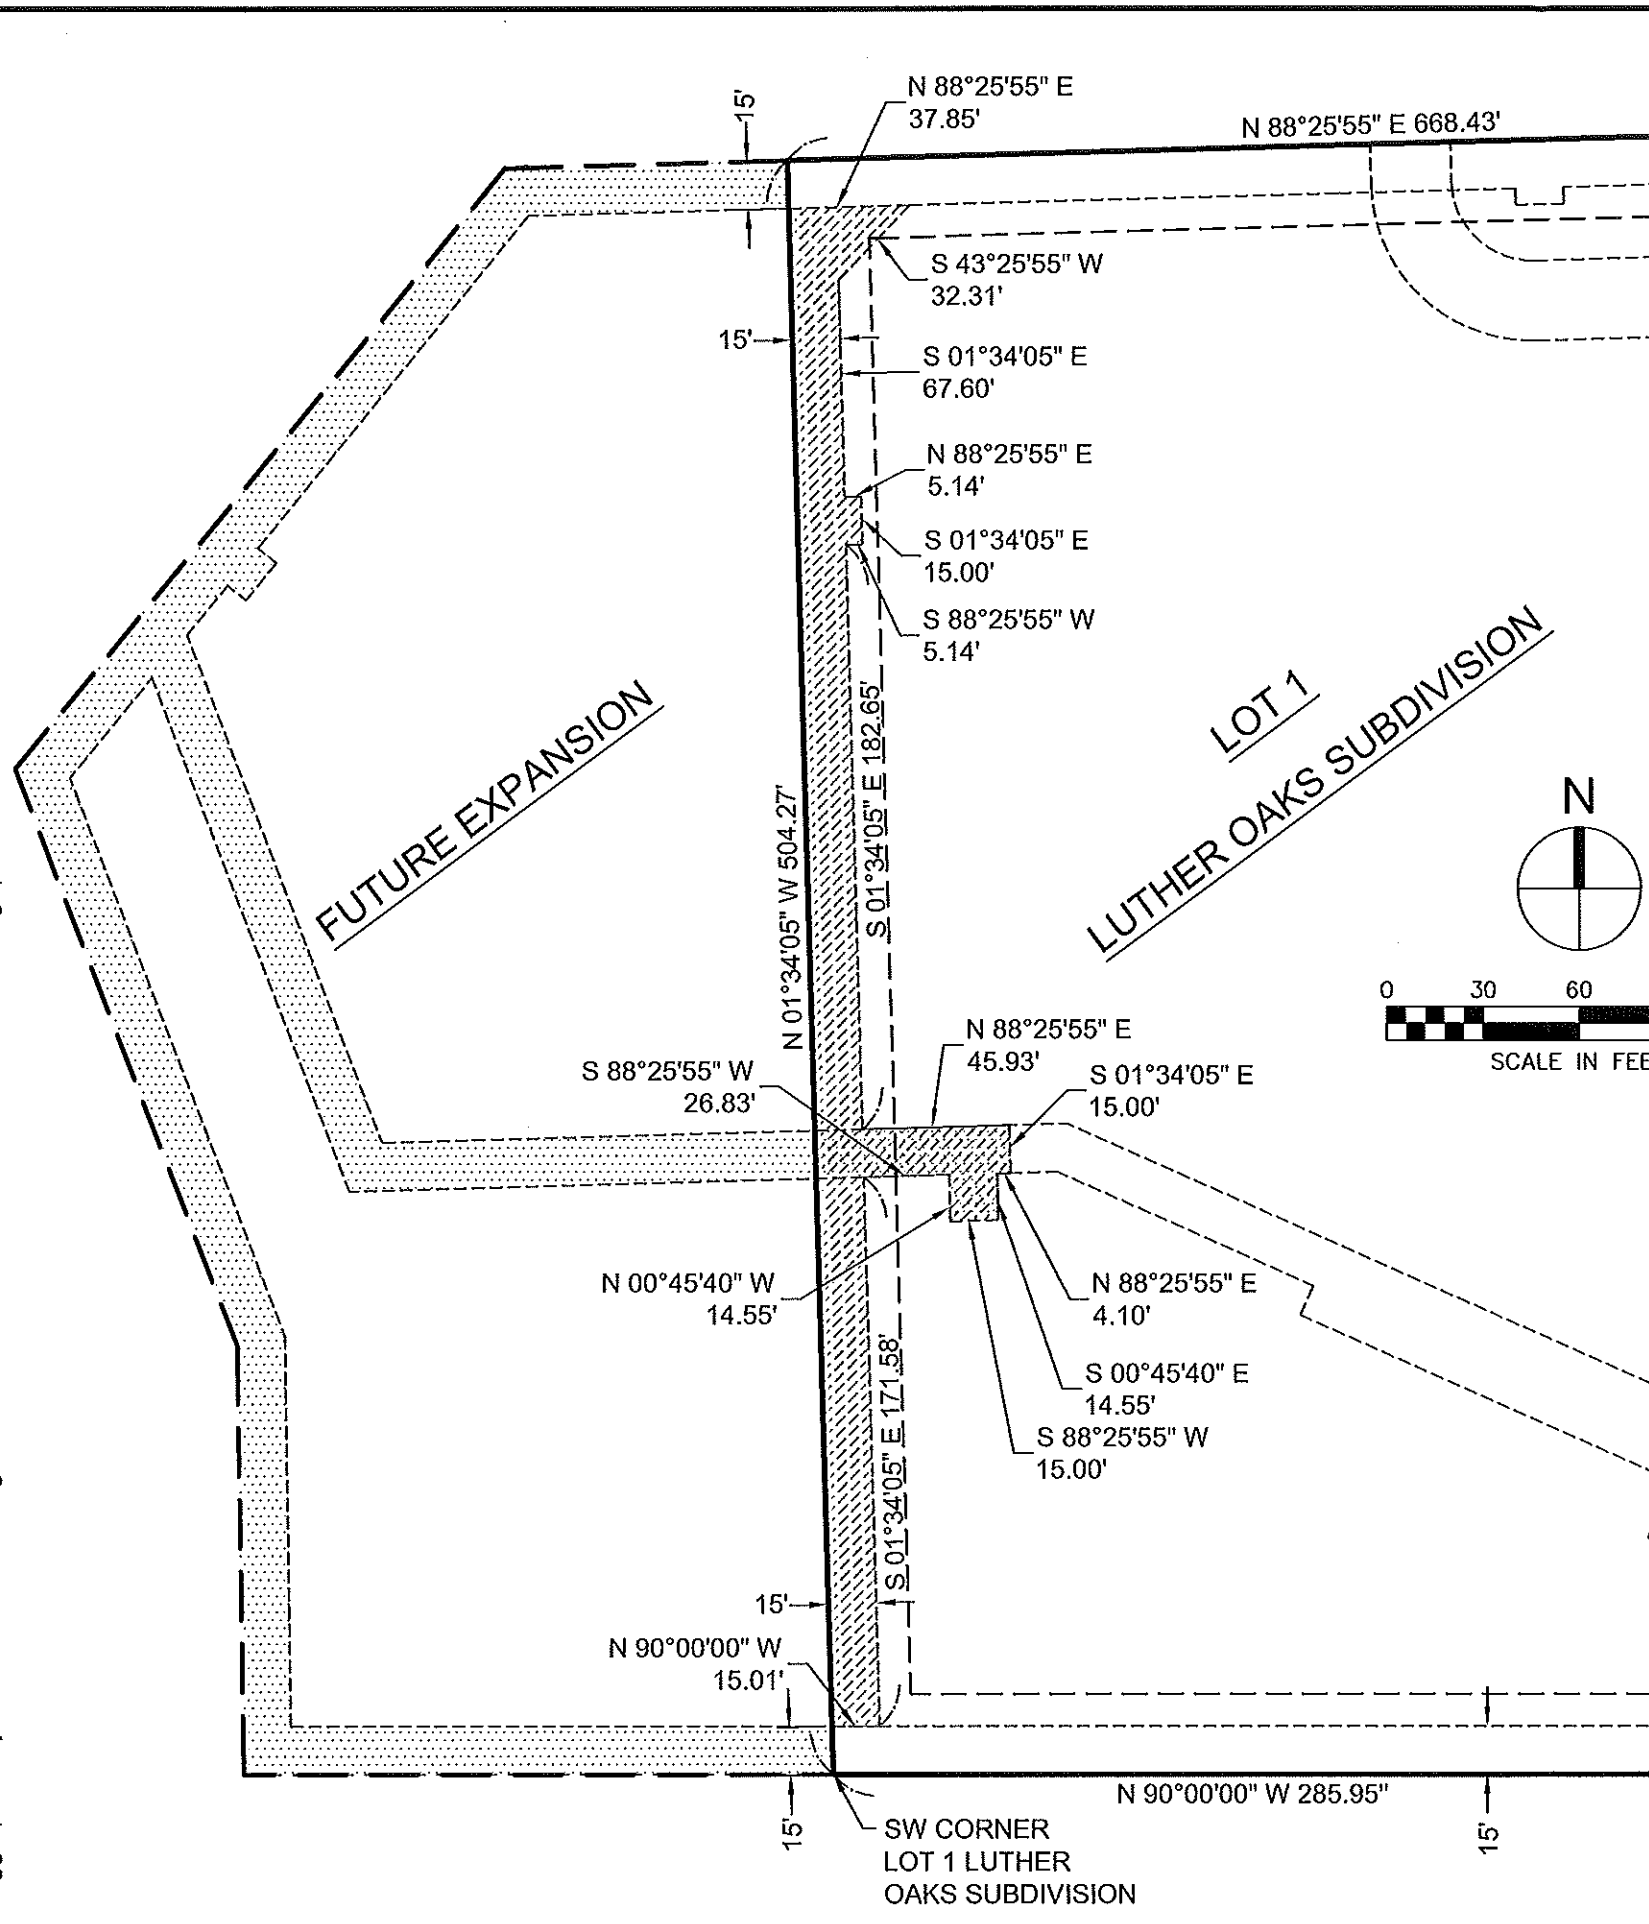 15'
N 88°25'55" E
37.85'
N 88°25'55" E 668.43'
S 43°25'55" W
32.31'
15'
S 01°34'05" E
67.60'
N 88°25'55" E
5.14'
S 01°34'05" E
15.00'
S 88°25'55" W
5.14'
FUTURE EXPANSION
LOT 1
LUTHER OAKS SUBDIVISION
N 01°34'05" W 504.27'
S 01°34'05" E 182.65'
N
0 30 60
SCALE IN
N 88°25'55" E
45.93'
S 88°25'55" W
26.83'
S 01°34'05" E
15.00'
N 00°45'40" W
14.55'
N 88°25'55" E
4.10'
S 00°45'40" E
14.55'
S 88°25'55" W
15.00'
S 01°34'05" E 171.58'
15'
N 90°00'00" W
15.01'
N 90°00'00" W 285.95"
15'
15'
SW CORNER
LOT 1 LUTHER
OAKS SUBDIVISION